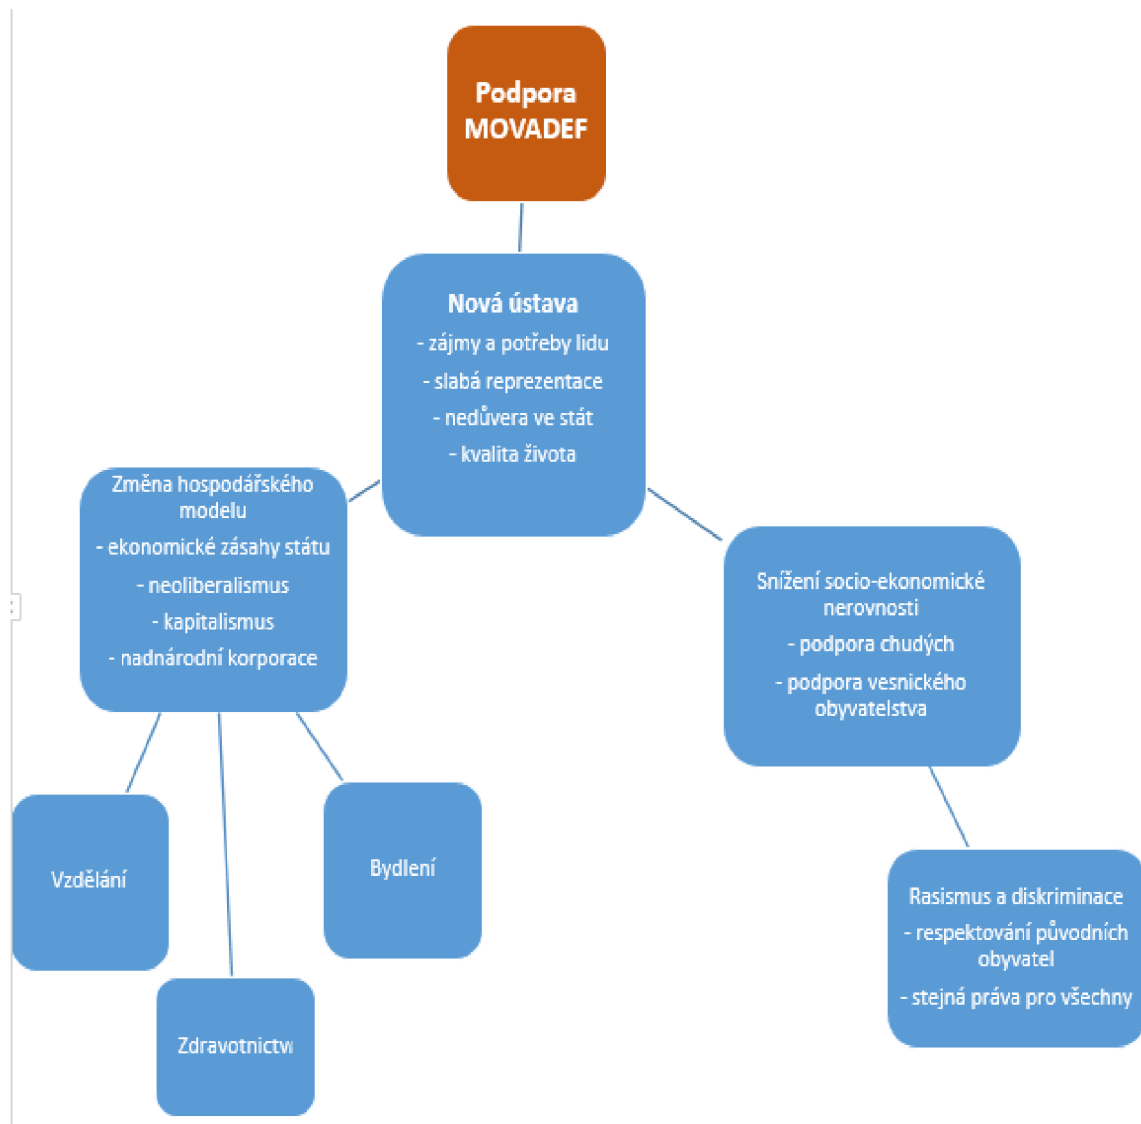 Podpora
MOVADEF
Nová ústava
- zájmy a potřeby lidu
- slabá reprezentace
- nedůvera ve stát
- kvalita života
Změna hospodářského
modelu
- ekonomické zásahy státu
- neoliberalismus
- kapitalismus
- nadnárodní korporace
Snížení socio-ekonomické
nerovnosti
- podpora chudých
- podpora vesnického
obyvatelstva
Vzdělání
Bydlení
Rasismus a diskriminace
- respektování původních
obyvatel
- stejná práva pro všechny
Zdravotnictv